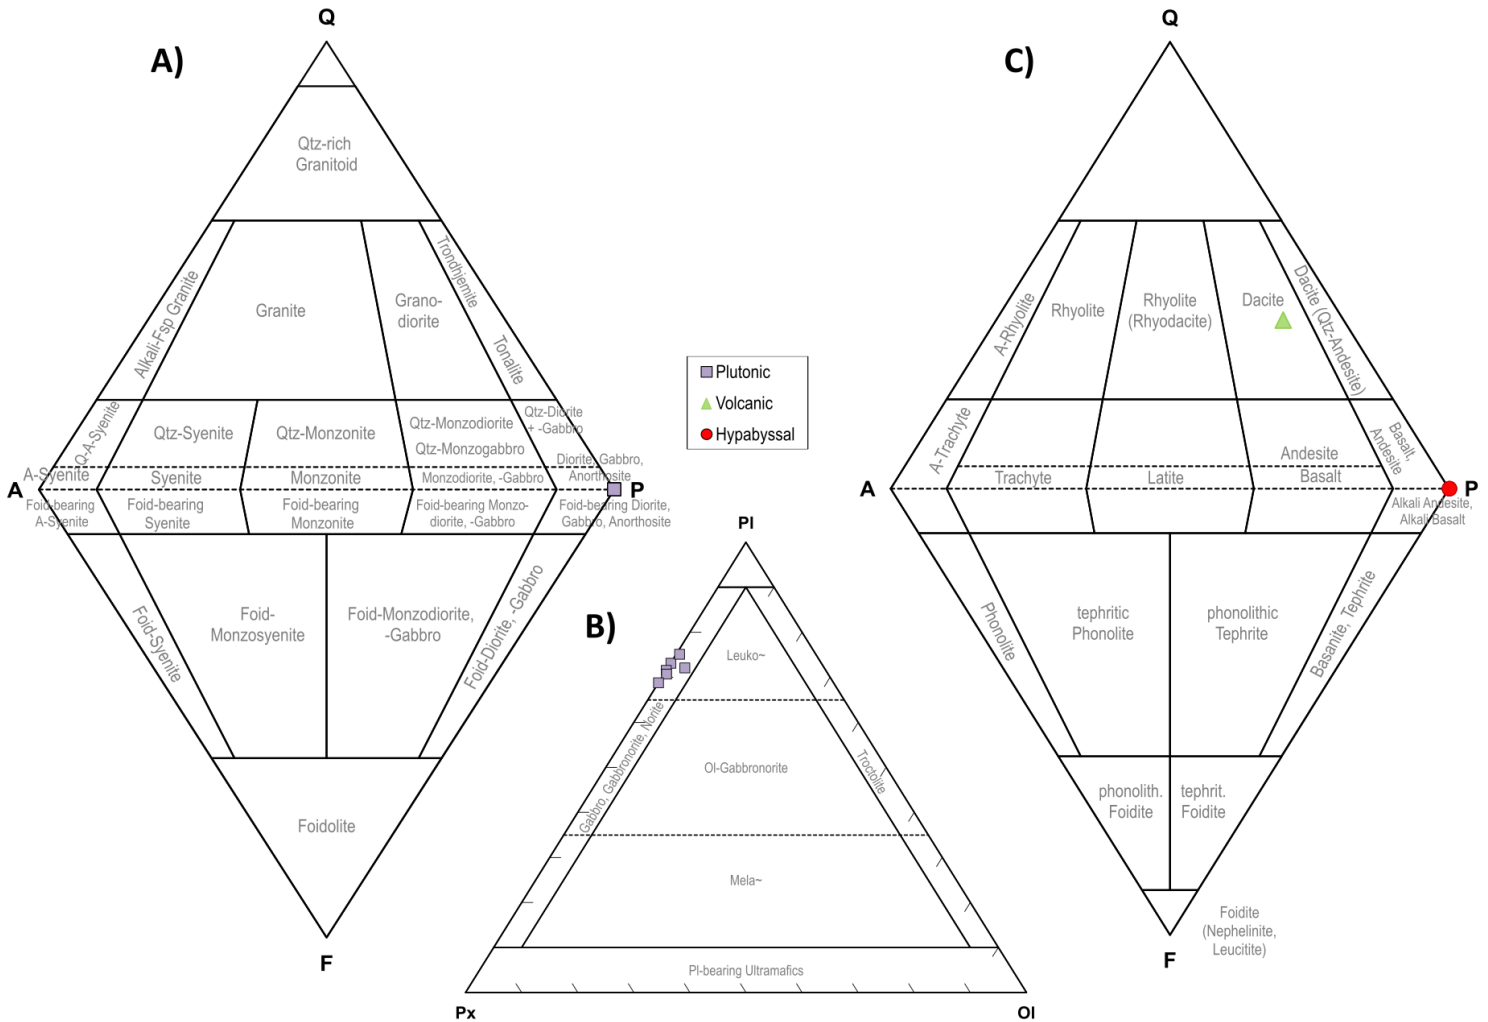 Q
A)
Qtz-rich
Granitoid
Alkali-Fsp Granite
Granite
Grano-
diorite
Trondhjemite
Tonalite
Q-A-Syenite
Qtz-Syenite
Qtz-Monzonite
Qtz-Monzodiorite
Qtz-Monzogabbro
Qtz-Diorite
+ -Gabbro
A-Syenite
Syenite
Monzonite
Monzodiorite, -Gabbro
Diorite, Gabbro,
Anorthosite
A
P
Foid-bearing
A-Syenite
Foid-bearing
Syenite
Foid-bearing
Monzonite
Foid-bearing Monzo-
diorite, -Gabbro
Foid-bearing Diorite,
Gabbro, Anorthosite
Foid-Syenite
Foid-
Monzosyenite
Foid-Monzodiorite,
-Gabbro
Foid-Diorite, -Gabbro
Foidolite
F
Plutonic
Volcanic
Hypabyssal
B)
Pl
Leuko~
Gabbro, Gabbronorite, Norite
Ol-Gabbronorite
Troctolite
Mela~
Pl-bearing Ultramafics
Px
Ol
C)
Q
A-Rhyolite
Rhyolite
Rhyolite
(Rhyodacite)
Dacite
Dacite (Qtz-Andesite)
A-Trachyte
Trachyte
Latite
Andesite
Basalt
Basalt,
Andesite
A
P
Alkali Andesite,
Alkali Basalt
Phonolite
tephritic
Phonolite
phonolithic
Tephrite
Basanite, Tephrite
phonolith.
Foidite
tephrit.
Foidite
Foidite
(Nephelinite,
Leucitite)
F